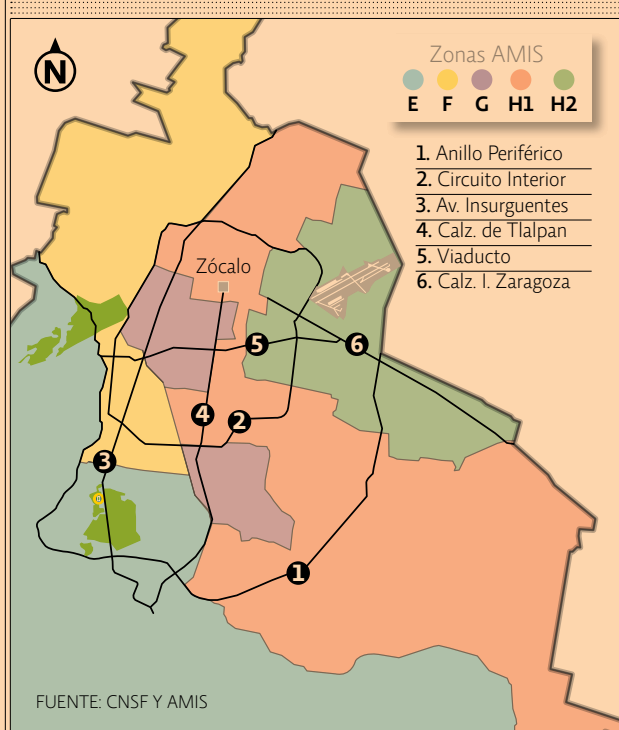 N
Zonas AMIS
E F G H1 H2
1. Anillo Periférico
2. Circuito Interior
3. Av. Insurguentes
4. Calz. de Tlalpan
5. Viaducto
6. Calz. I. Zaragoza
Zócalo
5
6
4
2
3
1
FUENTE: CNSF Y AMIS